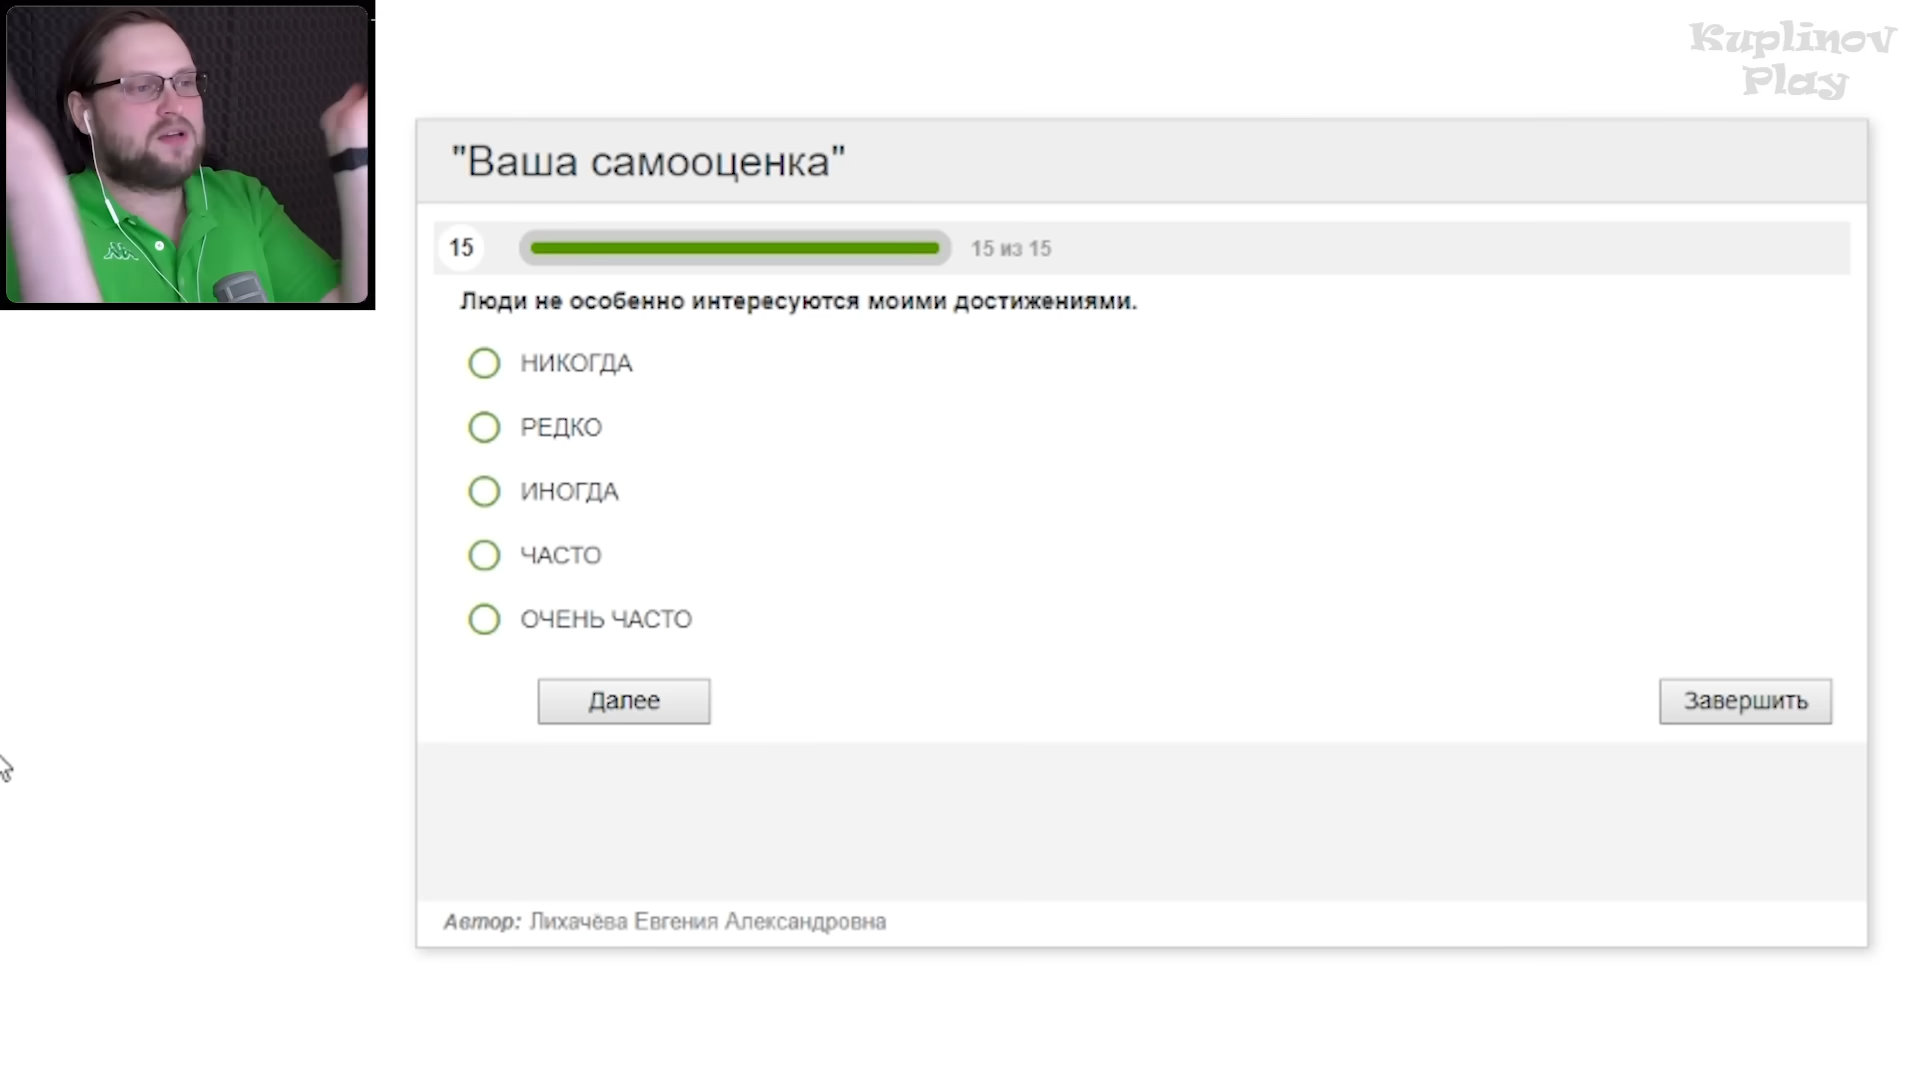 Kuplinov
Play
"Ваша самооценка"
15
15 из 15
Люди не особенно интересуются моими достижениями.
НИКОГДА
РЕДКО
ИНОГДА
ЧАСТО
ОЧЕНЬ ЧАСТО
Далее
Завершить
Автор: Лихачёва Евгения Александровна